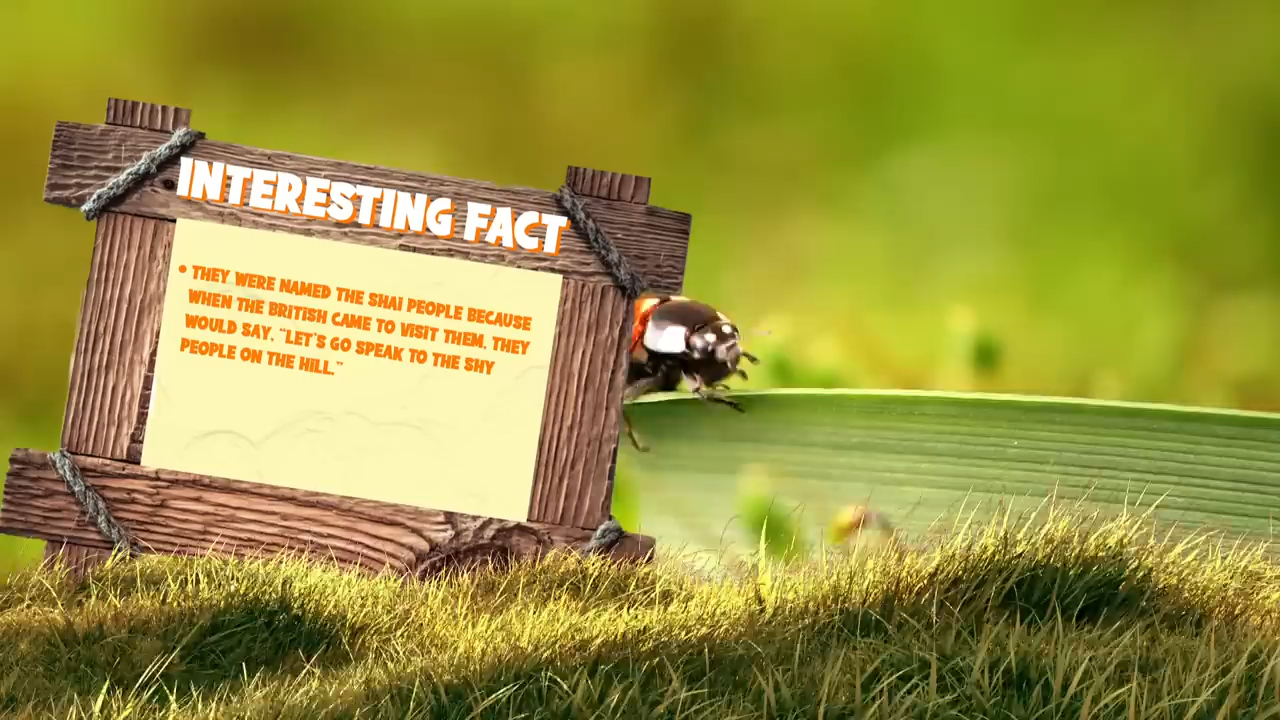 INTERESTING FACT
• THEY WERE NAMED THE SHAI PEOPLE BECAUSE
WHEN THE BRITISH CAME TO VISIT THEM, THEY
WOULD SAY, "LET'S GO SPEAK TO THE SHY
PEOPLE ON THE HILL."